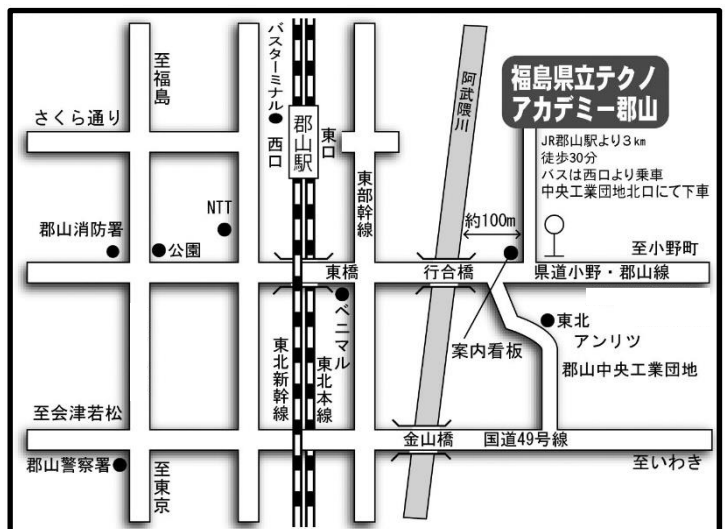 至福島
バスターミナル
西口
郡山駅
東口
阿武隈川
福島県立テクノ
アカデミー郡山
さくら通り
JR郡山駅より3km
徒歩30分
バスは西口より乗車
中央工業団地北口にて下車
東部幹線
NTT
約100m
郡山消防署
公園
至小野町
東橋
行合橋
県道小野・郡山線
ベニマル
案内看板
東北
アンリツ
郡山中央工業団地
東北新幹線
東北本線
至会津若松
金山橋
国道49号線
郡山警察署
至東京
至いわき